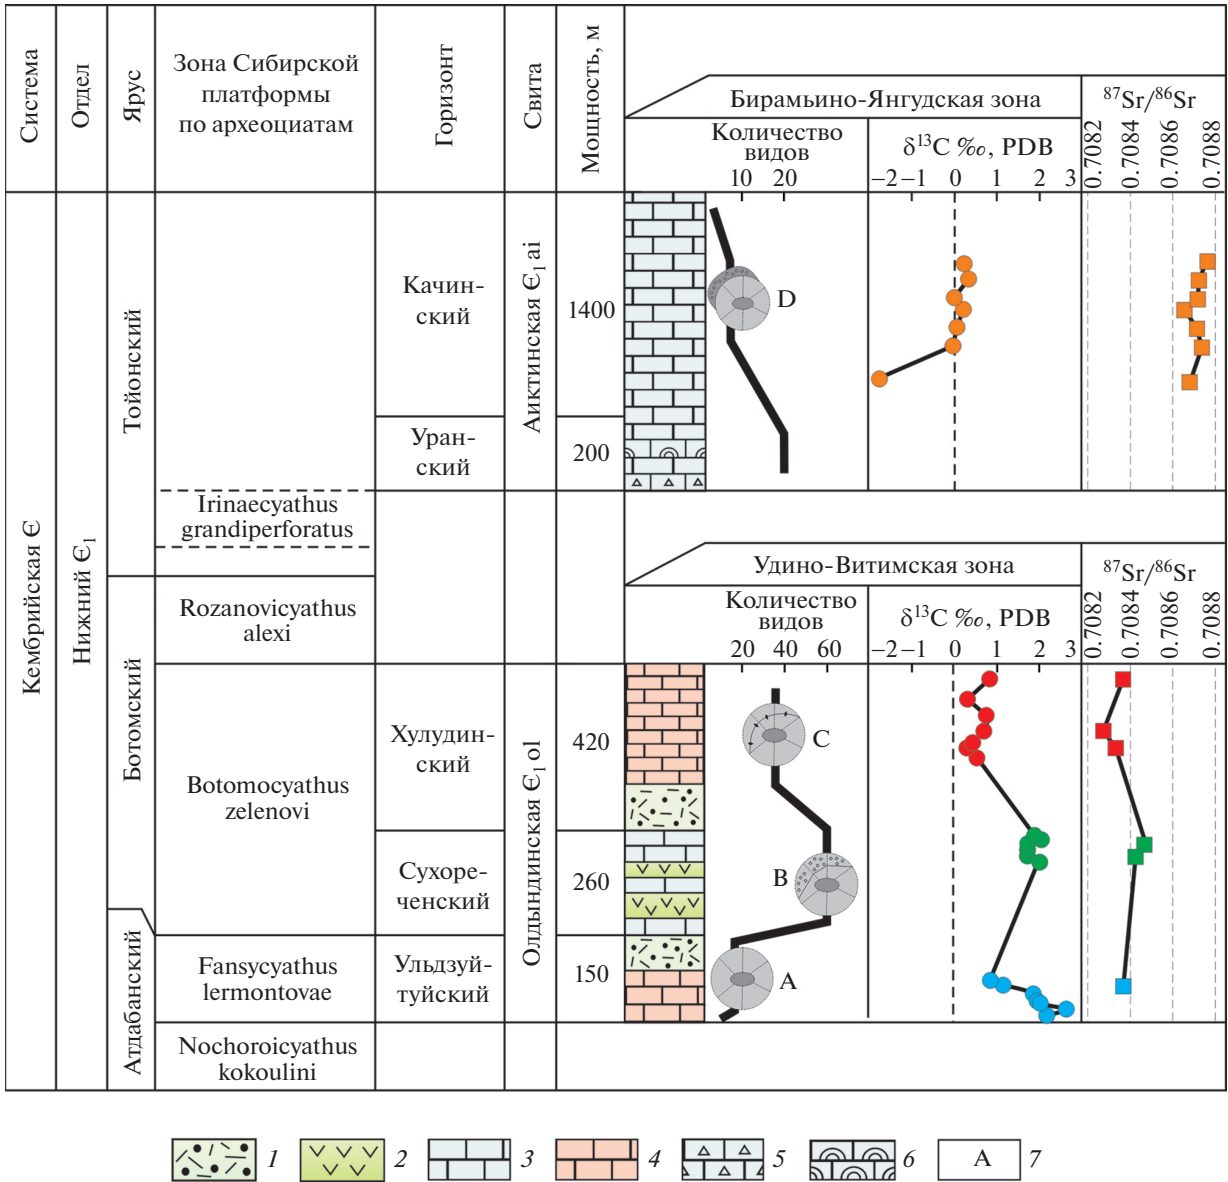 Система
Отдел
Ярус
Зона Сибирской
платформы
по археоциатам
Горизонт
Свита
Мощность, м
Бирамьино-Янгудская зона
Количество
видов
10 20
δ¹³C ‰, PDB
−2 −1 0 1 2 3
⁸⁷Sr/⁸⁶Sr
0.7082
0.7084
0.7086
0.7088
Кембрийская Є
Нижний Є₁
Тойонский
Качин-
ский
Аиктинская Є₁ ai
1400
D
Уран-
ский
200
Irinaecyathus
grandiperforatus
Удино-Витимская зона
Количество
видов
20 40 60
δ¹³C ‰, PDB
−2 −1 0 1 2 3
⁸⁷Sr/⁸⁶Sr
0.7082
0.7084
0.7086
0.7088
Ботомский
Rozanovicyathus
alexi
Botomocyathus
zelenovi
Хулудин-
ский
Олдындинская Є₁ ol
420
C
Сухоре-
ченский
260
B
Атдабанский
Fansycyathus
lermontovae
Ульдзуй-
туйский
150
A
Nochoroicyathus
kokoulini
1 2 3 4 5 6 A 7